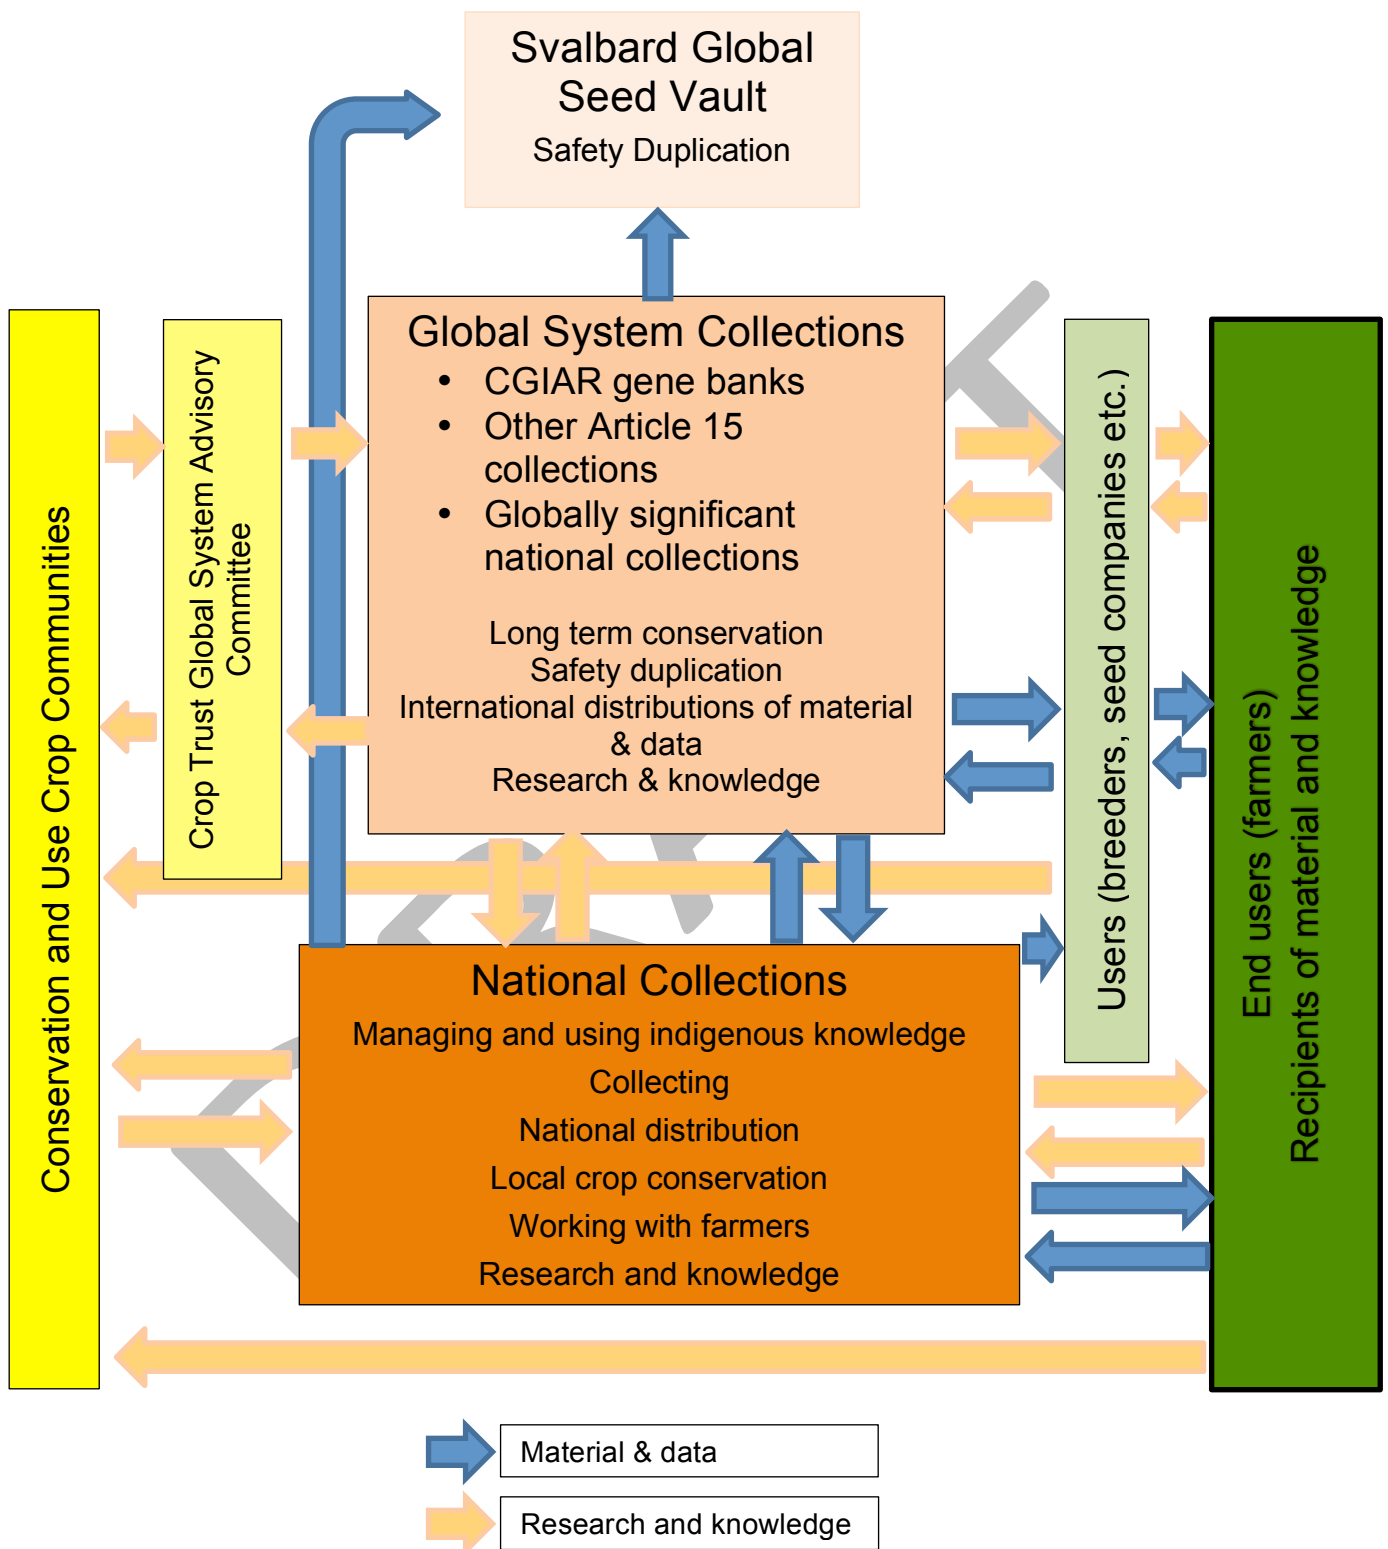 Svalbard Global
Seed Vault
Safety Duplication
Conservation and Use Crop Communities
Crop Trust Global System Advisory
Committee
Global System Collections
• CGIAR gene banks
• Other Article 15
collections
• Globally significant
national collections
Long term conservation
Safety duplication
International distributions of material
& data
Research & knowledge
Users (breeders, seed companies etc.)
End users (farmers)
Recipients of material and knowledge
National Collections
Managing and using indigenous knowledge
Collecting
National distribution
Local crop conservation
Working with farmers
Research and knowledge
Material & data
Research and knowledge